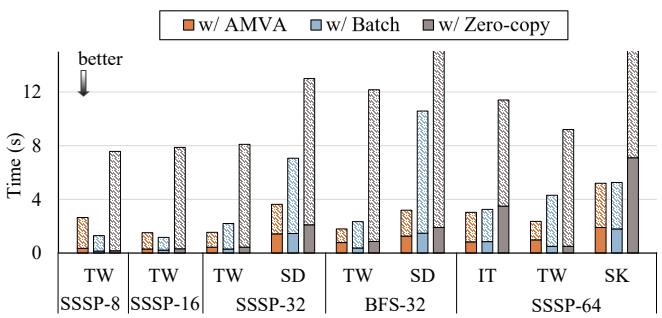 w/ AMVA w/ Batch w/ Zero-copy
better
Time (s)
12
8
4
0
TW TW TW SD TW SD IT TW SK
SSSP-8 SSSP-16 SSSP-32 BFS-32 SSSP-64